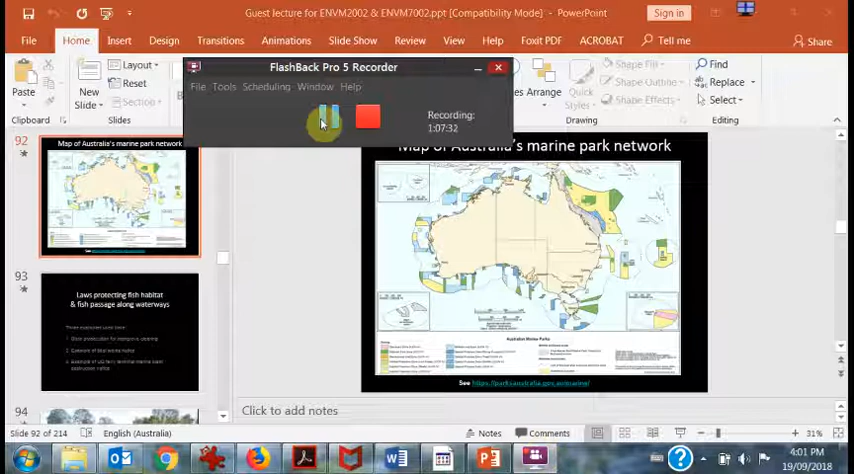 Guest lecture for ENVM2002 & ENVM7002.ppt [Compatibility Mode] - PowerPoint
Sign in
File Home Insert Design Transitions Animations Slide Show Review View Help Foxit PDF ACROBAT Tell me
Share
FlashBack Pro 5 Recorder
File Tools Scheduling Window Help
Recording:
1:07:32
Paste
New
Slide
Layout
Reset
Section
Arrange
Quick
Styles
Shape Fill
Shape Outline
Shape Effects
Find
Replace
Select
Clipboard
Editing
92
Map of Australia's marine park network
93
Laws protecting fish habitat
& fish passage along waterways
94
Map of Australia's marine park network
Australian Marine Parks
See https://parksaustralia.gov.au/marine/
Click to add notes
Slide 92 of 214
English (Australia)
Notes
Comments
31%
4:01 PM
19/09/2018